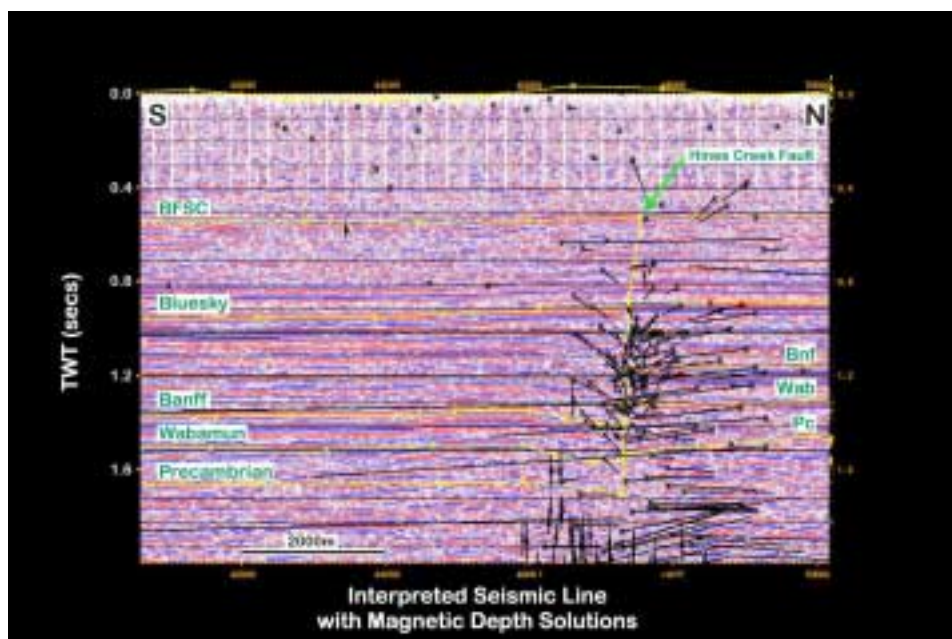 0.0
S
N
Hines Creek Fault
0.4
BFSC
TWT (secs)
0.8
Bluesky
Bnf
1.2
Banff
Wab
Wabamun
Pc
1.6
Precambrian
2000m
Interpreted Seismic Line
with Magnetic Depth Solutions